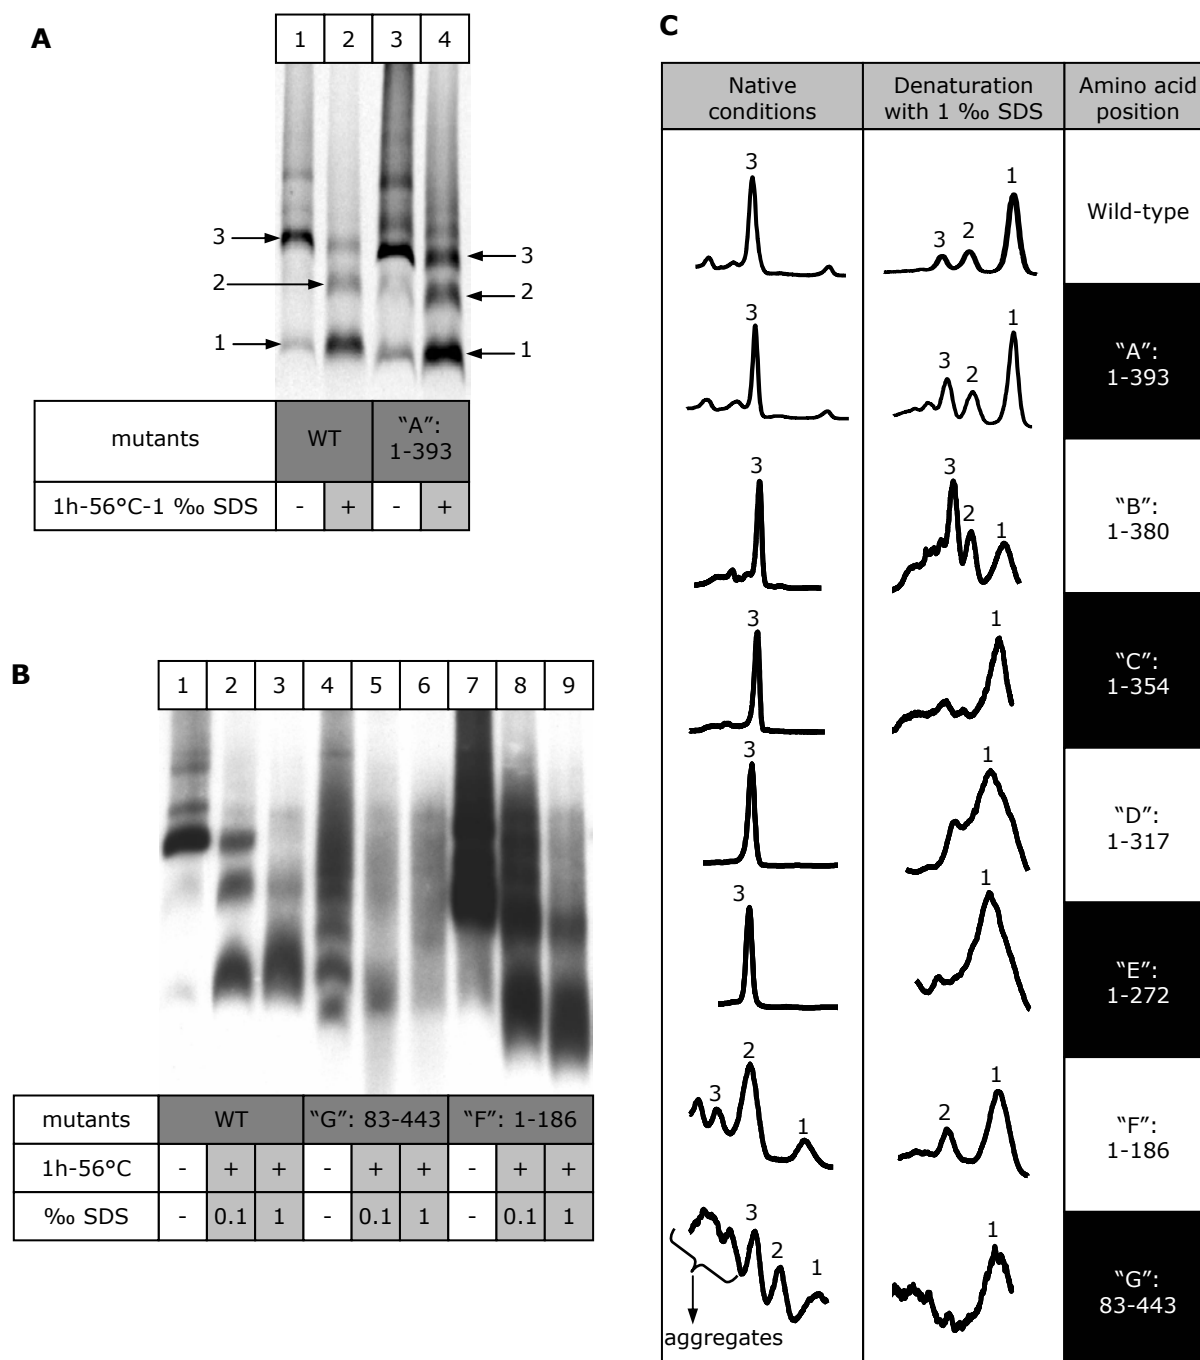 A
1 2 3 4
3
2
1
3
2
1
mutants WT “A”: 1-393
1h-56°C-1 ‰ SDS - + - +
B
1 2 3 4 5 6 7 8 9
mutants WT “G”: 83-443 “F”: 1-186
1h-56°C - + + - + + - + +
‰ SDS - 0.1 1 - 0.1 1 - 0.1 1
C
Native conditions
Denaturation with 1 ‰ SDS
Amino acid position
3
3 2 1
Wild-type
3
3 2 1
“A”:
1-393
3
3 2 1
“B”:
1-380
3
1
“C”:
1-354
3
1
“D”:
1-317
3
1
“E”:
1-272
3 2 1
2 1
“F”:
1-186
3 2 1
aggregates
1
“G”:
83-443